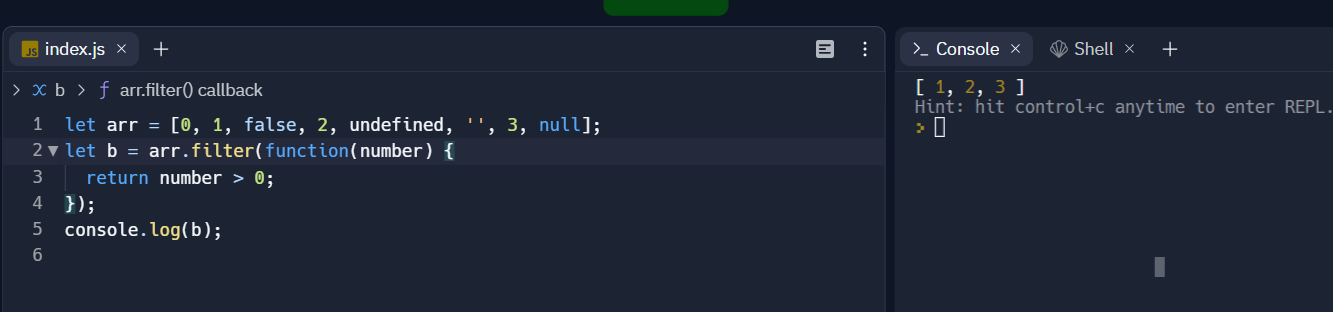 JS index.js × +
> b > ƒ arr.filter() callback
1 let arr = [0, 1, false, 2, undefined, '', 3, null];
2 let b = arr.filter(function(number) {
3 return number > 0;
4 });
5 console.log(b);
6
>_ Console × Shell × +
[ 1, 2, 3 ]
Hint: hit control+c anytime to enter REPL.
>